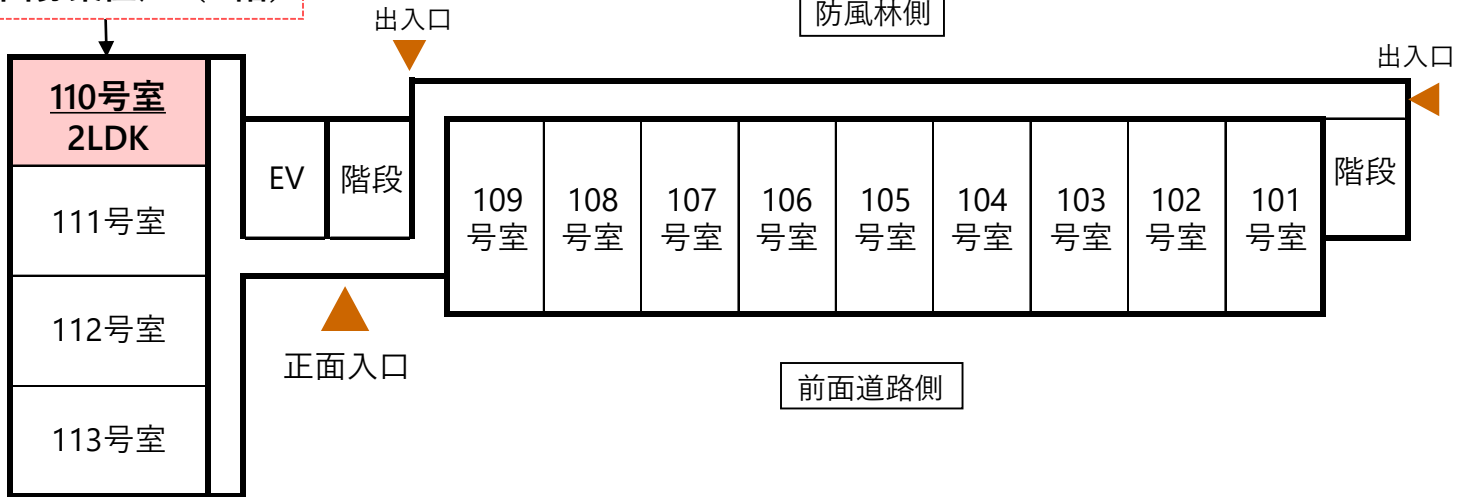 防風林側
出入口
出入口
110号室
2LDK
111号室
112号室
113号室
EV
階段
109
号室
108
号室
107
号室
106
号室
105
号室
104
号室
103
号室
102
号室
101
号室
階段
正面入口
前面道路側